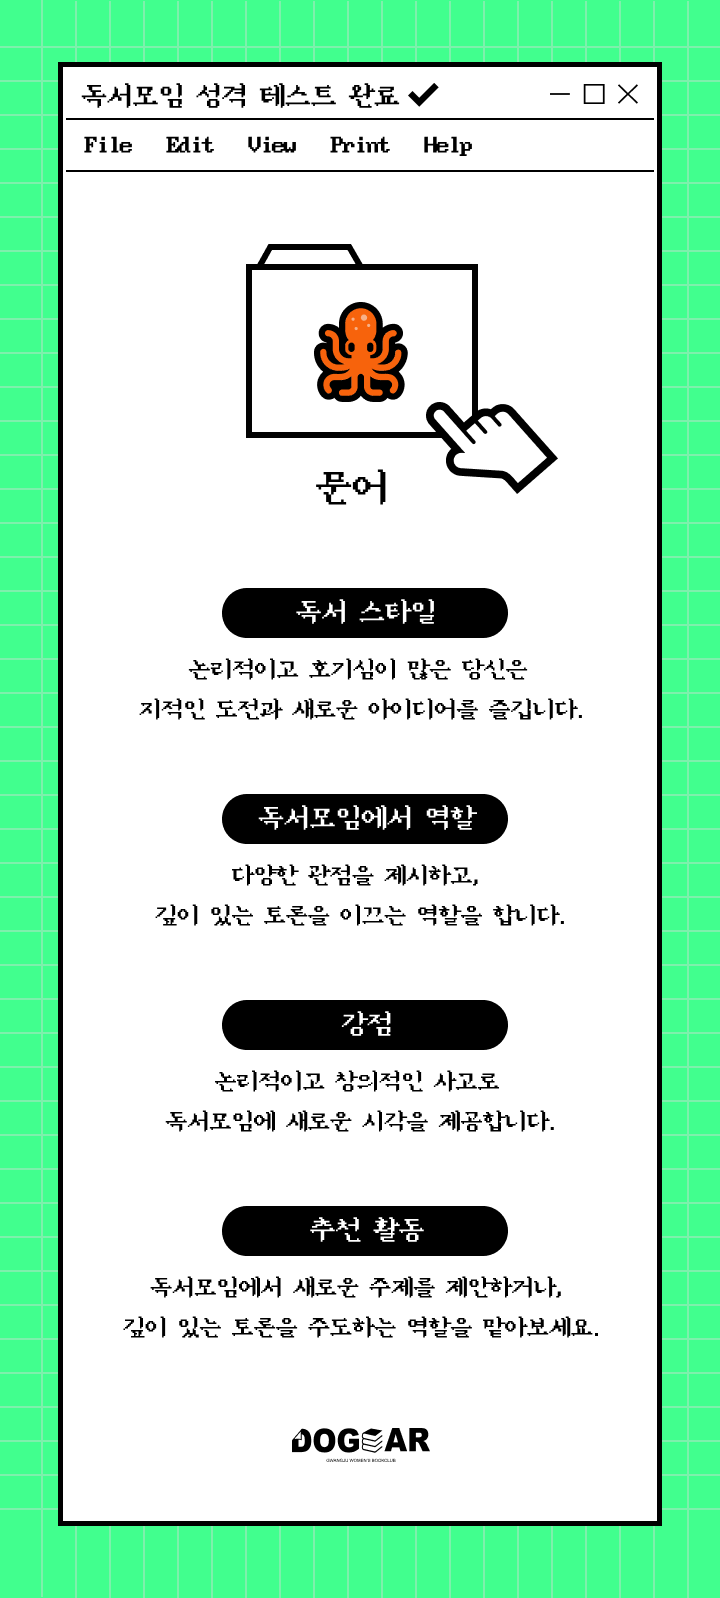 독서모임 성격 테스트 완료
File Edit View Print Help
문어
독서 스타일
논리적이고 호기심이 많은 당신은
지적인 도전과 새로운 아이디어를 즐깁니다.
독서모임에서 역할
다양한 관점을 제시하고,
깊이 있는 토론을 이끄는 역할을 합니다.
강점
논리적이고 창의적인 사고로
독서모임에 새로운 시각을 제공합니다.
추천 활동
독서모임에서 새로운 주제를 제안하거나,
깊이 있는 토론을 주도하는 역할을 맡아보세요.
DOGEAR
GWANGJU WOMEN'S BOOKCLUB